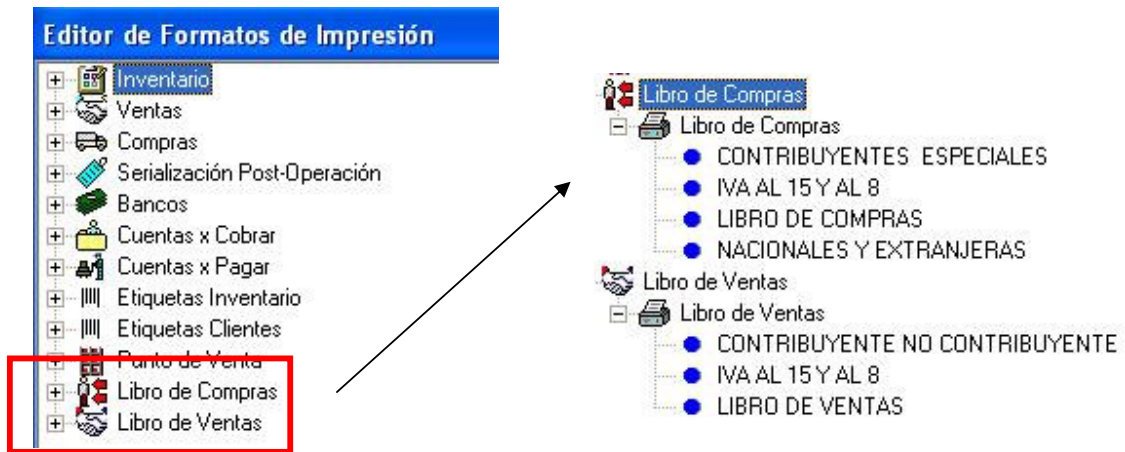 Editor de Formatos de Impresión
Inventario
Ventas
Compras
Serialización Post-Operación
Bancos
Cuentas x Cobrar
Cuentas x Pagar
Etiquetas Inventario
Etiquetas Clientes
Punto de Venta
Libro de Compras
Libro de Ventas
Libro de Compras
Libro de Compras
CONTRIBUYENTES ESPECIALES
IVA AL 15 Y AL 8
LIBRO DE COMPRAS
NACIONALES Y EXTRANJERAS
Libro de Ventas
Libro de Ventas
CONTRIBUYENTE NO CONTRIBUYENTE
IVA AL 15 Y AL 8
LIBRO DE VENTAS